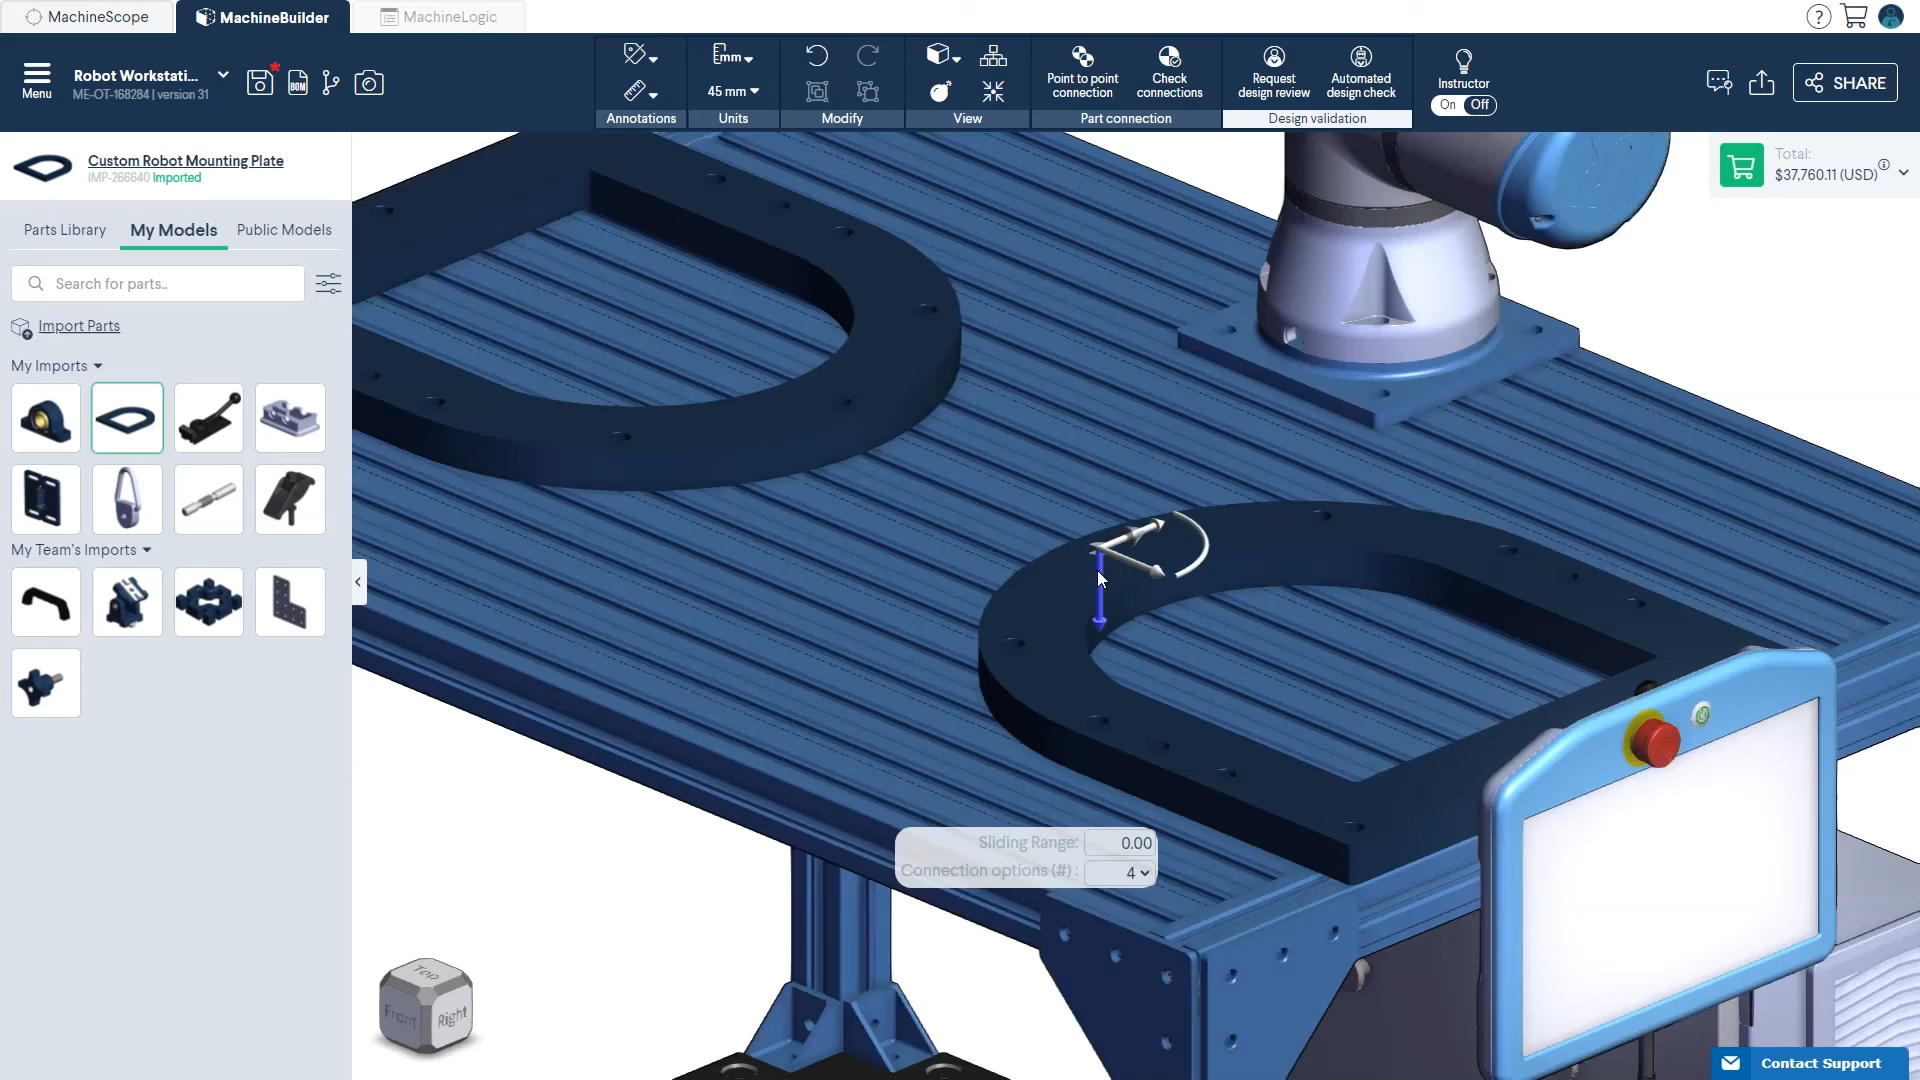 MachineScope
MachineBuilder
MachineLogic
?
Menu
Robot Workstati...
ME-OT-168284 | version 31
BOM
mm
45 mm
Annotations
Units
Modify
View
Point to point
connection
Check
connections
Part connection
Request
design review
Automated
design check
Design validation
Instructor
On Off
SHARE
Custom Robot Mounting Plate
IMP-266640 Imported
Total:
$37,760.11 (USD)
Parts Library
My Models
Public Models
Search for parts..
Import Parts
My Imports
My Team's Imports
Sliding Range: 0.00
Connection options (#) : 4
Top
Front
Right
Contact Support